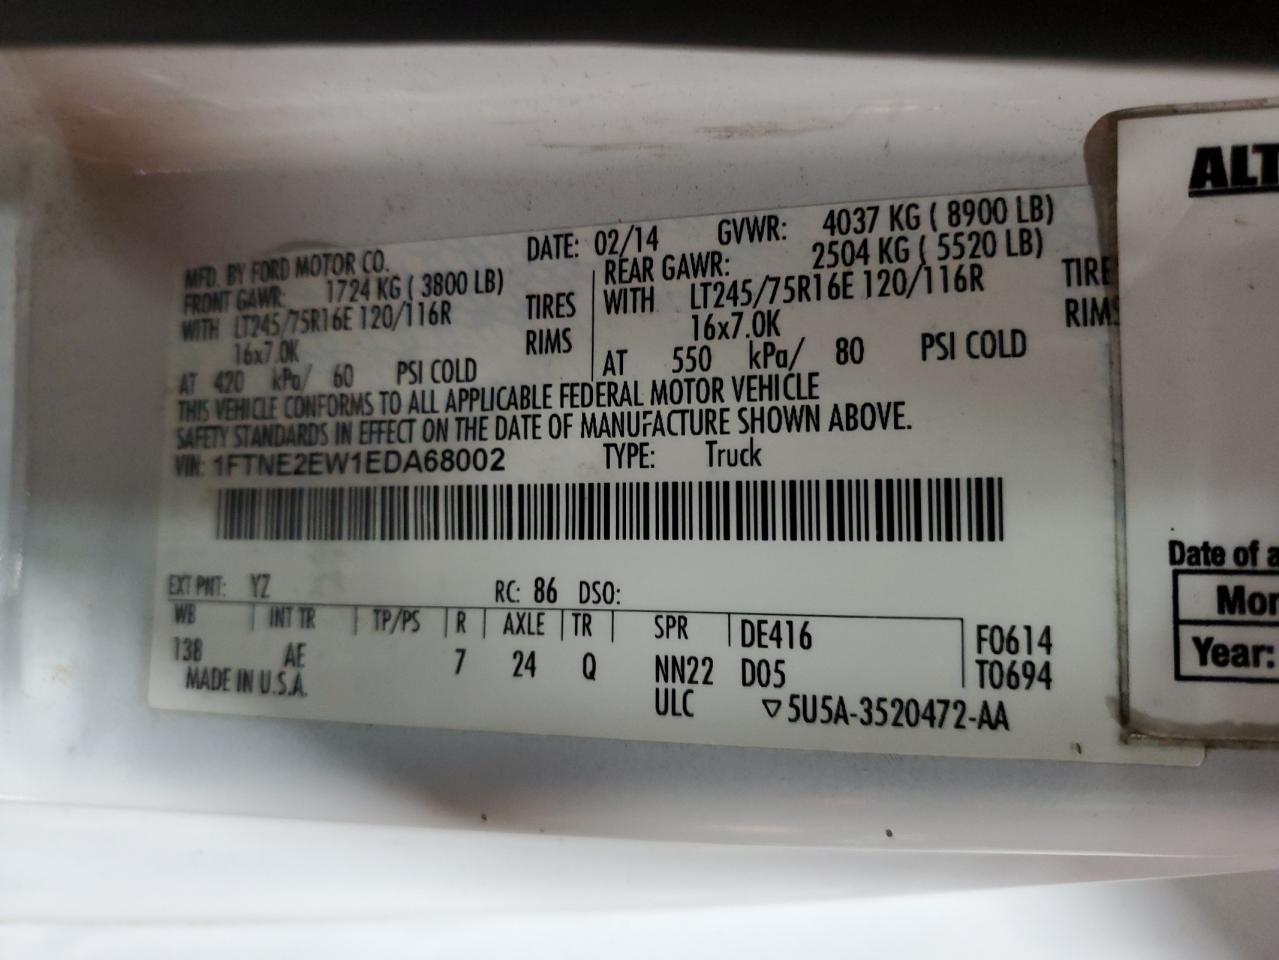 MFD. BY FORD MOTOR CO. DATE: 02/14 GVWR: 4037 KG ( 8900 LB)
FRONT GAWR: 1724 KG ( 3800 LB) REAR GAWR: 2504 KG ( 5520 LB)
WITH LT245/75R16E 120/116R TIRES WITH LT245/75R16E 120/116R TIRE
16x7.0K RIMS 16x7.0K RIMS
AT 420 kPa/ 60 PSI COLD AT 550 kPa/ 80 PSI COLD
THIS VEHICLE CONFORMS TO ALL APPLICABLE FEDERAL MOTOR VEHICLE
SAFETY STANDARDS IN EFFECT ON THE DATE OF MANUFACTURE SHOWN ABOVE.
VIN: 1FTNE2EW1EDA68002 TYPE: Truck
EXT PNT: YZ RC: 86 DSO:
WB INT TR TP/PS R AXLE TR SPR DE416 F0614
138 AE 7 24 Q NN22 D05 T0694
MADE IN U.S.A. ULC ▽5U5A-3520472-AA
ALT
Date of a
Mon
Year: